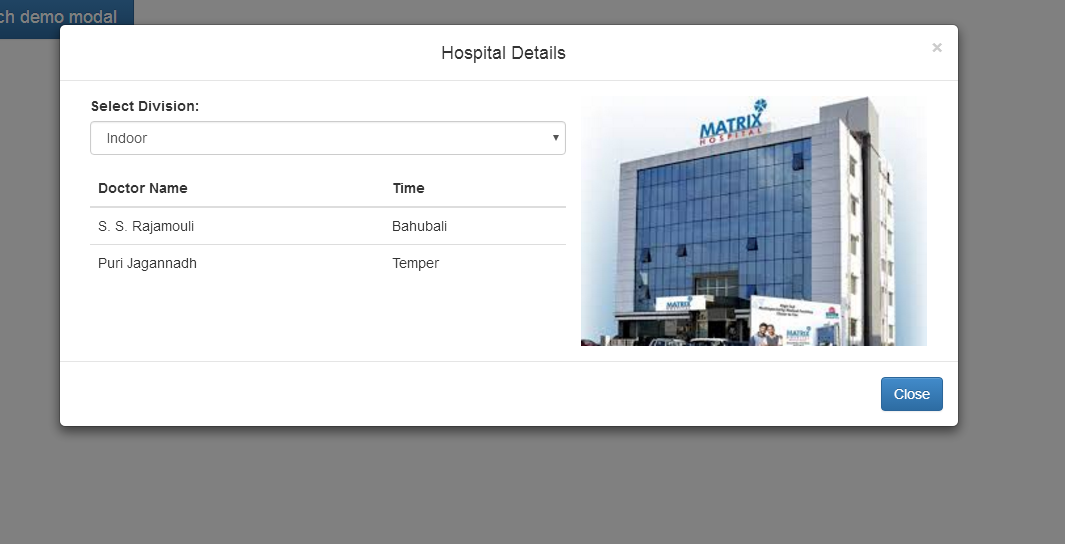 ch demo modal
Hospital Details
×
Select Division:
Indoor
Doctor Name Time
S. S. Rajamouli Bahubali
Puri Jagannadh Temper
MATRIX
HOSPITAL
MATRIX
MATRIX
Close